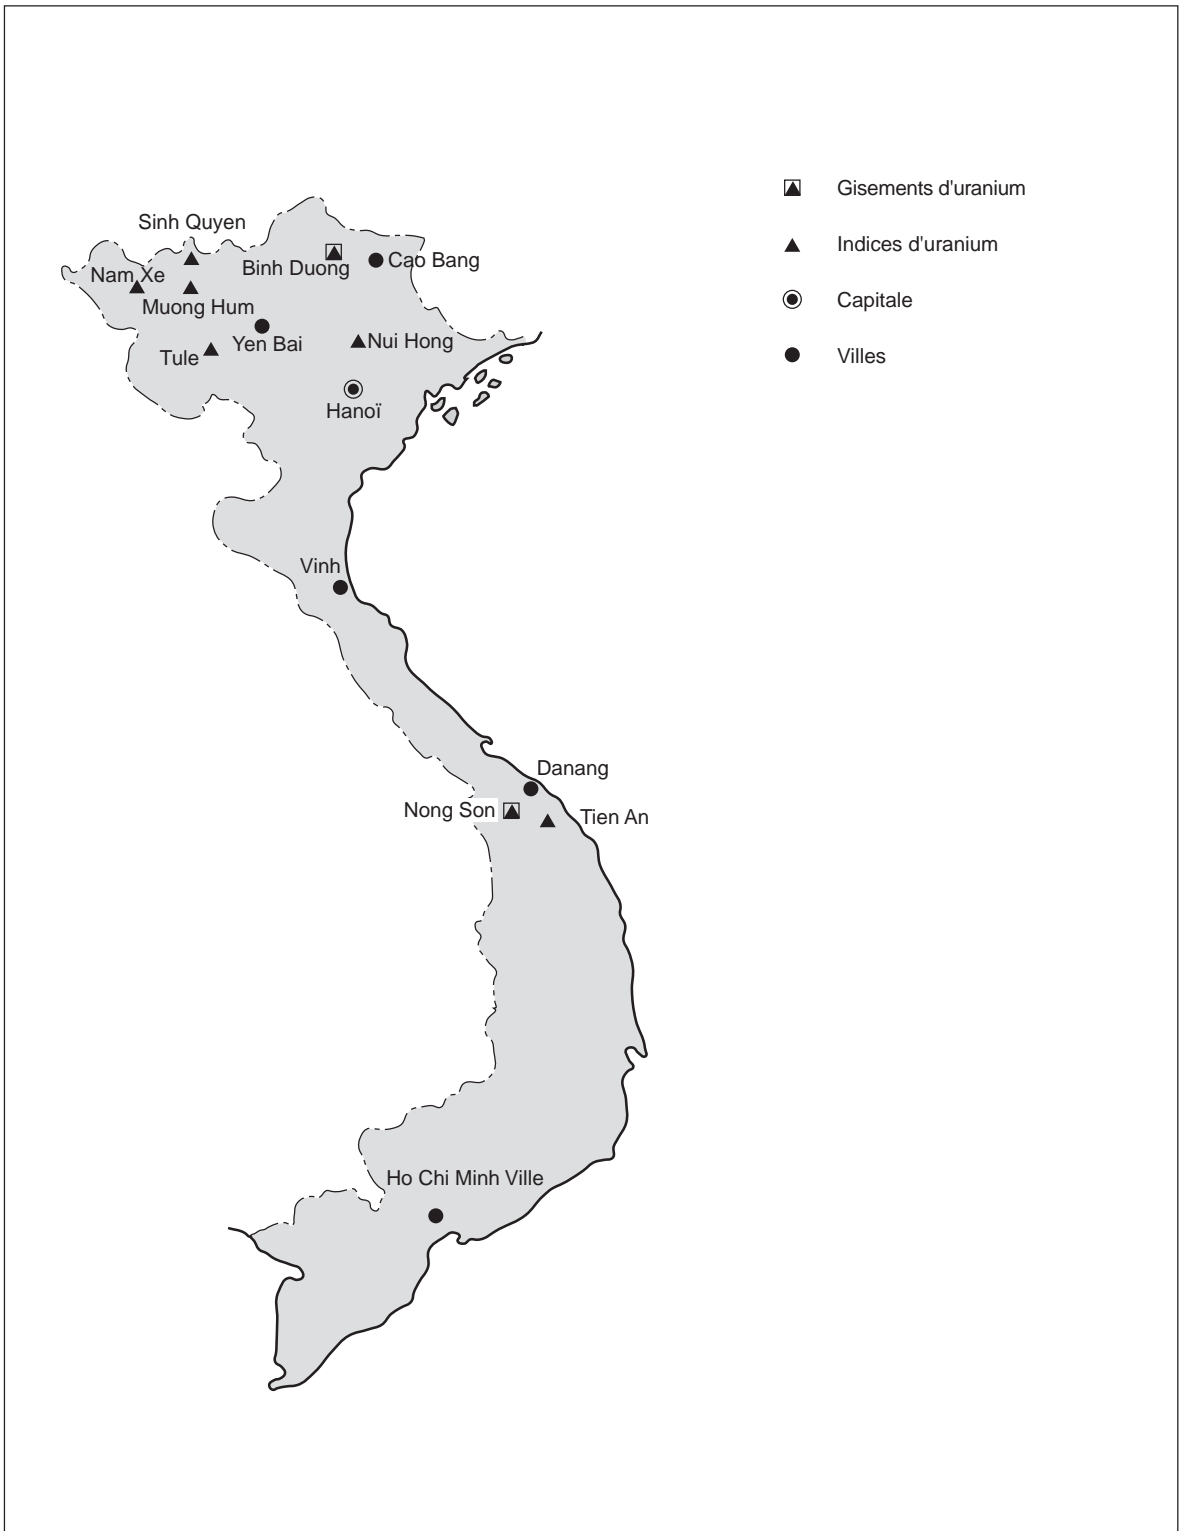 Gisements d'uranium
Sinh Quyen
Indices d'uranium
Cao Bang
Binh Duong
Nam Xe
Capitale
Muong Hum
Nui Hong
Yen Bai
Tule
Villes
Hanoï
Vinh
Danang
Nong Son
Tien An
Ho Chi Minh Ville